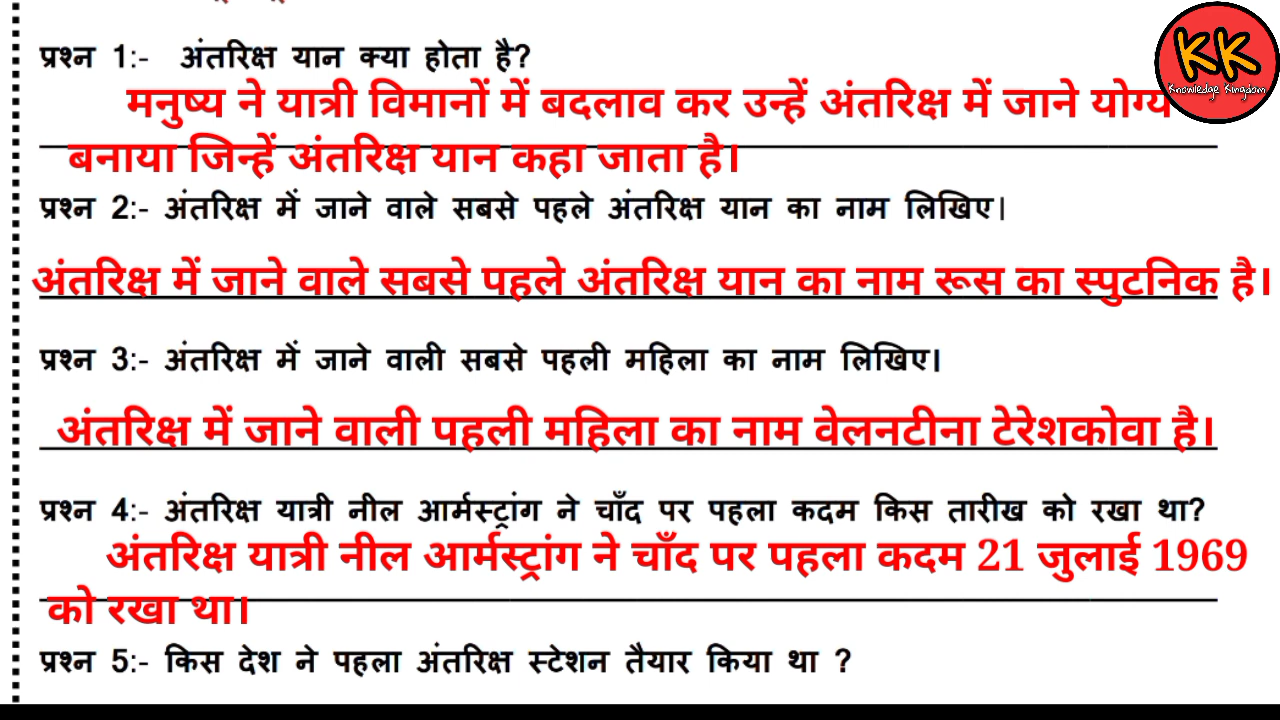 प्रश्न 1:- अंतरिक्ष यान क्या होता है?
मनुष्य ने यात्री विमानों में बदलाव कर उन्हें अंतरिक्ष में जाने योग्य
बनाया जिन्हें अंतरिक्ष यान कहा जाता है।
प्रश्न 2:- अंतरिक्ष में जाने वाले सबसे पहले अंतरिक्ष यान का नाम लिखिए।
अंतरिक्ष में जाने वाले सबसे पहले अंतरिक्ष यान का नाम रूस का स्पुटनिक है।
प्रश्न 3:- अंतरिक्ष में जाने वाली सबसे पहली महिला का नाम लिखिए।
अंतरिक्ष में जाने वाली पहली महिला का नाम वेलनटीना टेरेशकोवा है।
प्रश्न 4:- अंतरिक्ष यात्री नील आर्मस्ट्रांग ने चाँद पर पहला कदम किस तारीख को रखा था?
अंतरिक्ष यात्री नील आर्मस्ट्रांग ने चाँद पर पहला कदम 21 जुलाई 1969
को रखा था।
प्रश्न 5:- किस देश ने पहला अंतरिक्ष स्टेशन तैयार किया था ?
KK
Knowledge Kingdom